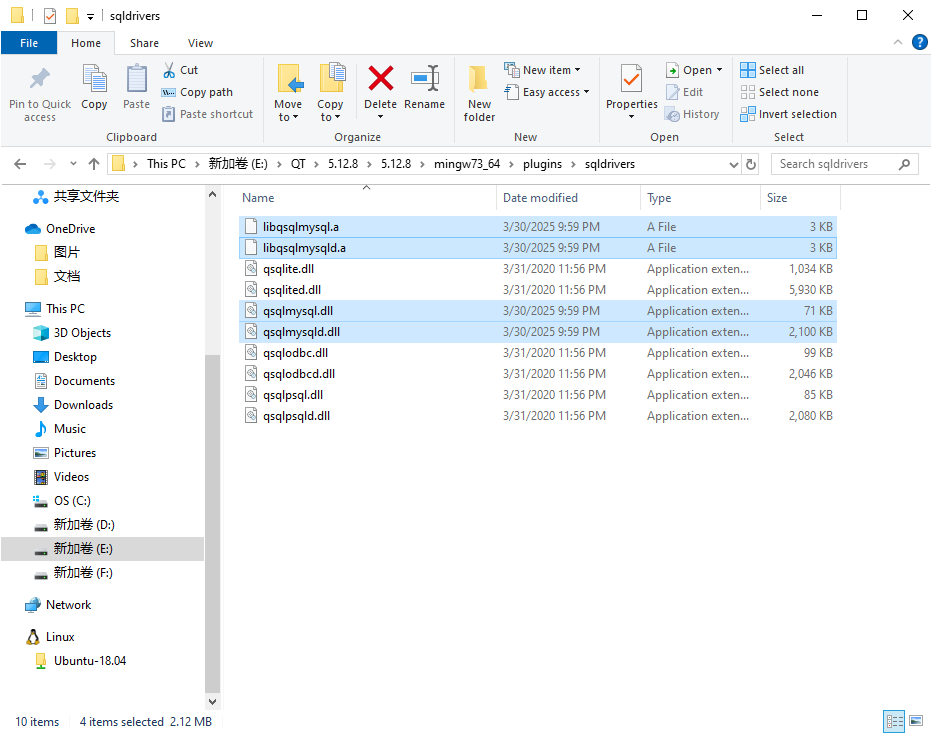 sqldrivers
File Home Share View
Pin to Quick access
Copy
Paste
Cut
Copy path
Paste shortcut
Clipboard
Move to
Copy to
Delete
Rename
Organize
New folder
New item
Easy access
New
Properties
Open
Edit
History
Open
Select all
Select none
Invert selection
Select
This PC > 新加卷 (E:) > QT > 5.12.8 > 5.12.8 > mingw73_64 > plugins > sqldrivers
Search sqldrivers
共享文件夹
OneDrive
图片
文档
This PC
3D Objects
Desktop
Documents
Downloads
Music
Pictures
Videos
OS (C:)
新加卷 (D:)
新加卷 (E:)
新加卷 (F:)
Network
Linux
Ubuntu-18.04
Name Date modified Type Size
libqsqlmysql.a 3/30/2025 9:59 PM A File 3 KB
libqsqlmysqld.a 3/30/2025 9:59 PM A File 3 KB
qsqlite.dll 3/31/2020 11:56 PM Application exten... 1,034 KB
qsqlited.dll 3/31/2020 11:56 PM Application exten... 5,930 KB
qsqlmysql.dll 3/30/2025 9:59 PM Application exten... 71 KB
qsqlmysqld.dll 3/30/2025 9:59 PM Application exten... 2,100 KB
qsqlodbc.dll 3/31/2020 11:56 PM Application exten... 99 KB
qsqlodbcd.dll 3/31/2020 11:56 PM Application exten... 2,046 KB
qsqlpsql.dll 3/31/2020 11:56 PM Application exten... 85 KB
qsqlpsqld.dll 3/31/2020 11:56 PM Application exten... 2,080 KB
10 items 4 items selected 2.12 MB